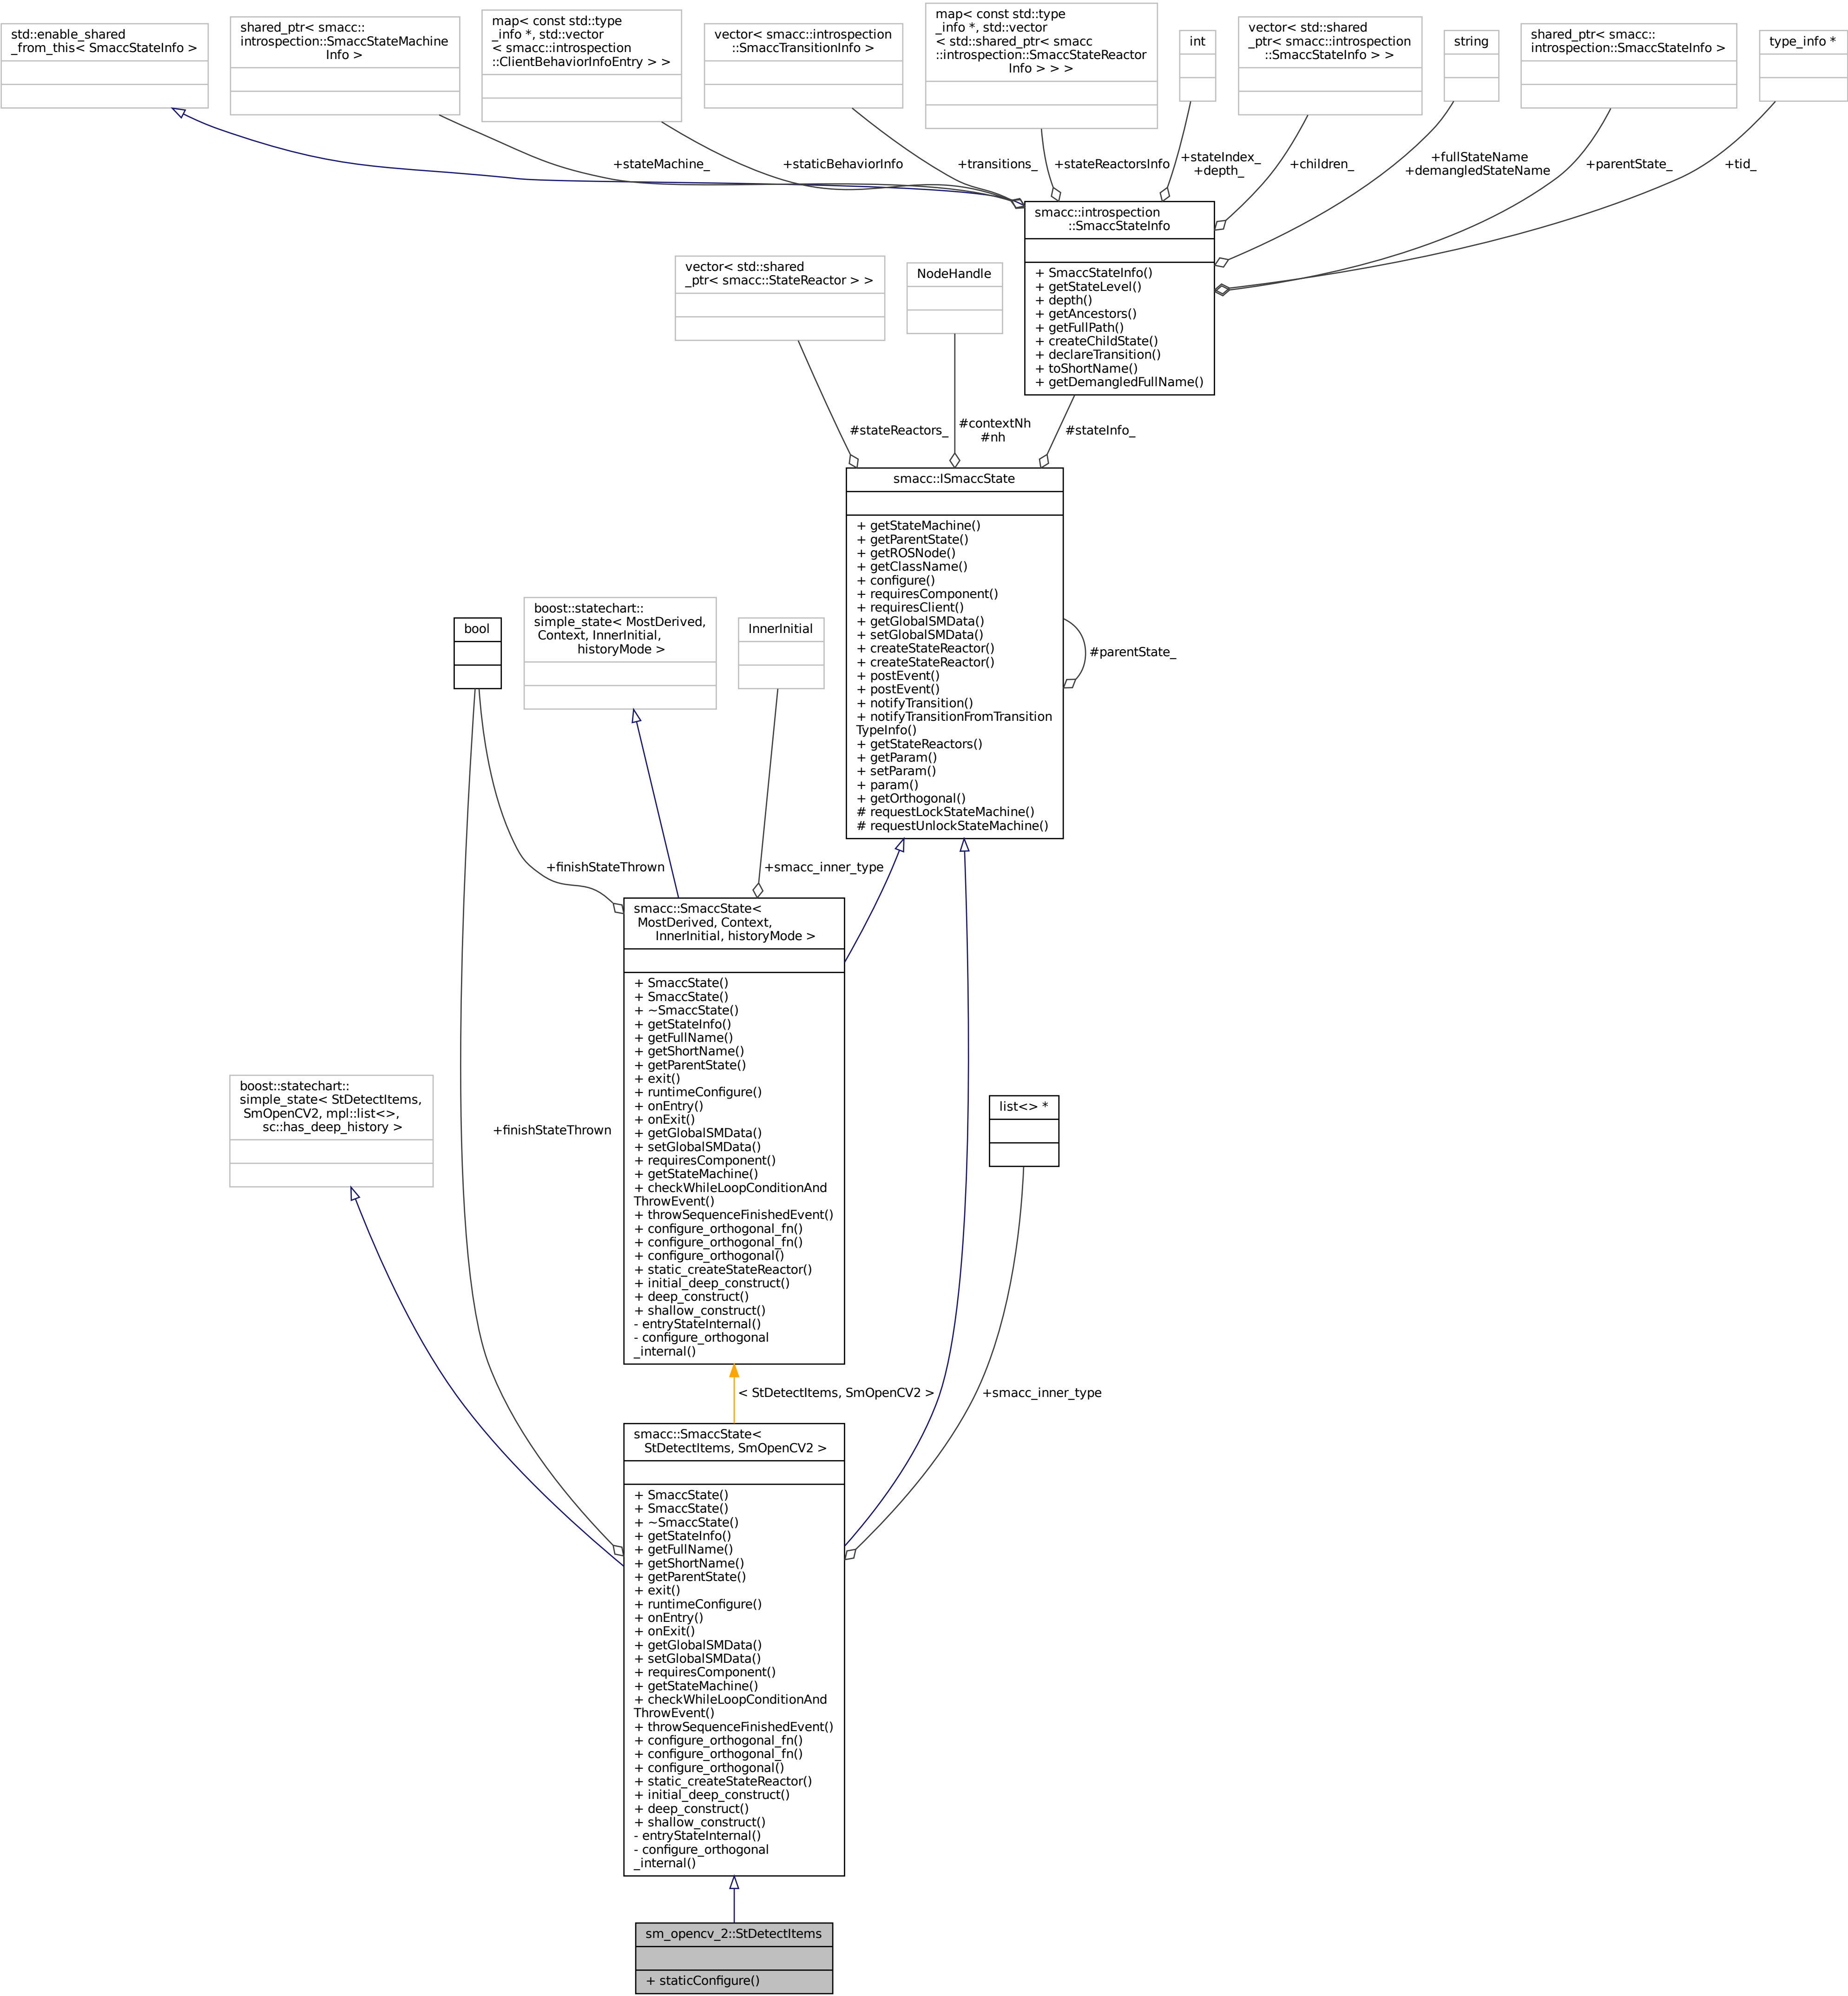 std::enable_shared
_from_this< SmaccStateInfo >
shared_ptr< smacc::
introspection::SmaccStateMachine
Info >
map< const std::type
_info *, std::vector
< smacc::introspection
::ClientBehaviorInfoEntry > >
vector< smacc::introspection
::SmaccTransitionInfo >
map< const std::type
_info *, std::vector
< std::shared_ptr< smacc
::introspection::SmaccStateReactor
Info > > >
int
vector< std::shared
_ptr< smacc::introspection
::SmaccStateInfo > >
string
shared_ptr< smacc::
introspection::SmaccStateInfo >
type_info *
+stateMachine_
+staticBehaviorInfo
+transitions_
+stateReactorsInfo
+stateIndex_
+depth_
+children_
+fullStateName
+demangledStateName
+parentState_
+tid_
smacc::introspection
::SmaccStateInfo
+ SmaccStateInfo()
+ getStateLevel()
+ depth()
+ getAncestors()
+ getFullPath()
+ createChildState()
+ declareTransition()
+ toShortName()
+ getDemangledFullName()
vector< std::shared
_ptr< smacc::StateReactor > >
NodeHandle
#stateReactors_
#contextNh
#nh
#stateInfo_
smacc::ISmaccState
+ getStateMachine()
+ getParentState()
+ getROSNode()
+ getClassName()
+ configure()
+ requiresComponent()
+ requiresClient()
+ getGlobalSMData()
+ setGlobalSMData()
+ createStateReactor()
+ createStateReactor()
+ postEvent()
+ postEvent()
+ notifyTransition()
+ notifyTransitionFromTransition
TypeInfo()
+ getStateReactors()
+ getParam()
+ setParam()
+ param()
+ getOrthogonal()
# requestLockStateMachine()
# requestUnlockStateMachine()
#parentState_
bool
boost::statechart::
simple_state< MostDerived,
Context, InnerInitial,
historyMode >
InnerInitial
+finishStateThrown
+smacc_inner_type
smacc::SmaccState<
MostDerived, Context,
InnerInitial, historyMode >
+ SmaccState()
+ SmaccState()
+ ~SmaccState()
+ getStateInfo()
+ getFullName()
+ getShortName()
+ getParentState()
+ exit()
+ runtimeConfigure()
+ onEntry()
+ onExit()
+ getGlobalSMData()
+ setGlobalSMData()
+ requiresComponent()
+ getStateMachine()
+ checkWhileLoopConditionAnd
ThrowEvent()
+ throwSequenceFinishedEvent()
+ configure_orthogonal_fn()
+ configure_orthogonal_fn()
+ configure_orthogonal()
+ static_createStateReactor()
+ initial_deep_construct()
+ deep_construct()
+ shallow_construct()
- entryStateInternal()
- configure_orthogonal
_internal()
boost::statechart::
simple_state< StDetectItems,
SmOpenCV2, mpl::list<>,
sc::has_deep_history >
+finishStateThrown
list<> *
< StDetectItems, SmOpenCV2 >
+smacc_inner_type
smacc::SmaccState<
StDetectItems, SmOpenCV2 >
+ SmaccState()
+ SmaccState()
+ ~SmaccState()
+ getStateInfo()
+ getFullName()
+ getShortName()
+ getParentState()
+ exit()
+ runtimeConfigure()
+ onEntry()
+ onExit()
+ getGlobalSMData()
+ setGlobalSMData()
+ requiresComponent()
+ getStateMachine()
+ checkWhileLoopConditionAnd
ThrowEvent()
+ throwSequenceFinishedEvent()
+ configure_orthogonal_fn()
+ configure_orthogonal_fn()
+ configure_orthogonal()
+ static_createStateReactor()
+ initial_deep_construct()
+ deep_construct()
+ shallow_construct()
- entryStateInternal()
- configure_orthogonal
_internal()
sm_opencv_2::StDetectItems
+ staticConfigure()